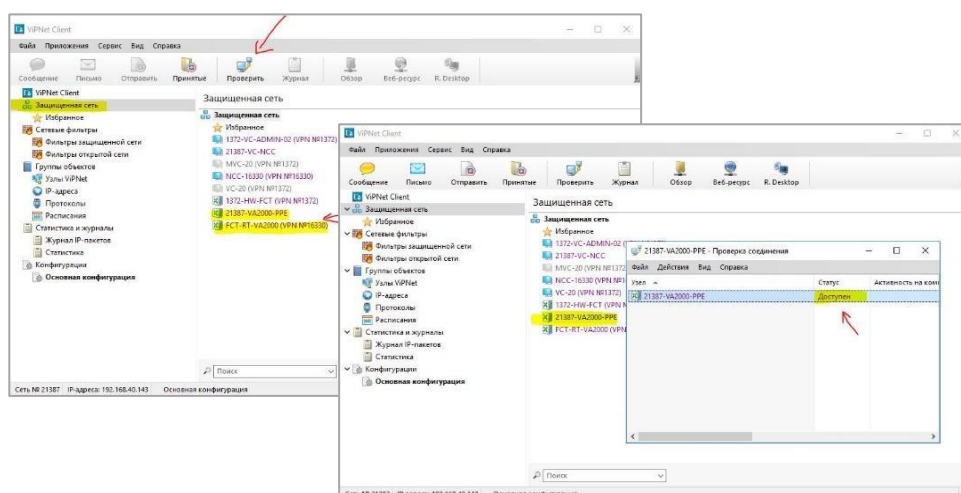 ViPNet Client
Файл Приложения Сервис Вид Справка
Сообщение Письмо Отправить Принятые Проверить Журнал Обзор Веб-ресурс R. Desktop
ViPNet Client
Защищенная сеть
Избранное
Сетевые фильтры
Фильтры защищенной сети
Фильтры открытой сети
Группы объектов
Узлы ViPNet
IP-адреса
Протоколы
Расписания
Статистика и журналы
Журнал IP-пакетов
Статистика
Конфигурации
Основная конфигурация
Защищенная сеть
Защищенная сеть
Избранное
1372-VC-ADMIN-02 (VPN №1372)
21387-VC-NCC
MVC-20 (VPN №1372)
NCC-16330 (VPN №16330)
VC-20 (VPN №1372)
1372-HW-FCT (VPN №1372)
21387-VA2000-PPE
FCT-RT-VA2000 (VPN №16330)
Поиск
Сеть № 21387 IP-адреса: 192.168.40.143 Основная конфигурация
ViPNet Client
Файл Приложения Сервис Вид Справка
Сообщение Письмо Отправить Принятые Проверить Журнал Обзор Веб-ресурс R. Desktop
ViPNet Client
Защищенная сеть
Избранное
Сетевые фильтры
Фильтры защищенной сети
Фильтры открытой сети
Группы объектов
Узлы ViPNet
IP-адреса
Протоколы
Расписания
Статистика и журналы
Журнал IP-пакетов
Статистика
Конфигурации
Основная конфигурация
Защищенная сеть
Защищенная сеть
Избранное
1372-VC-ADMIN-02
21387-VC-NCC
MVC-20 (VPN №1372)
NCC-16330 (VPN
VC-20 (VPN №1372)
1372-HW-FCT (VPN
21387-VA2000-PPE
FCT-RT-VA2000 (VPN
Поиск
21387-VA2000-PPE - Проверка соединения
Файл Действия Вид Справка
Узел Статус Активность на
21387-VA2000-PPE Доступен